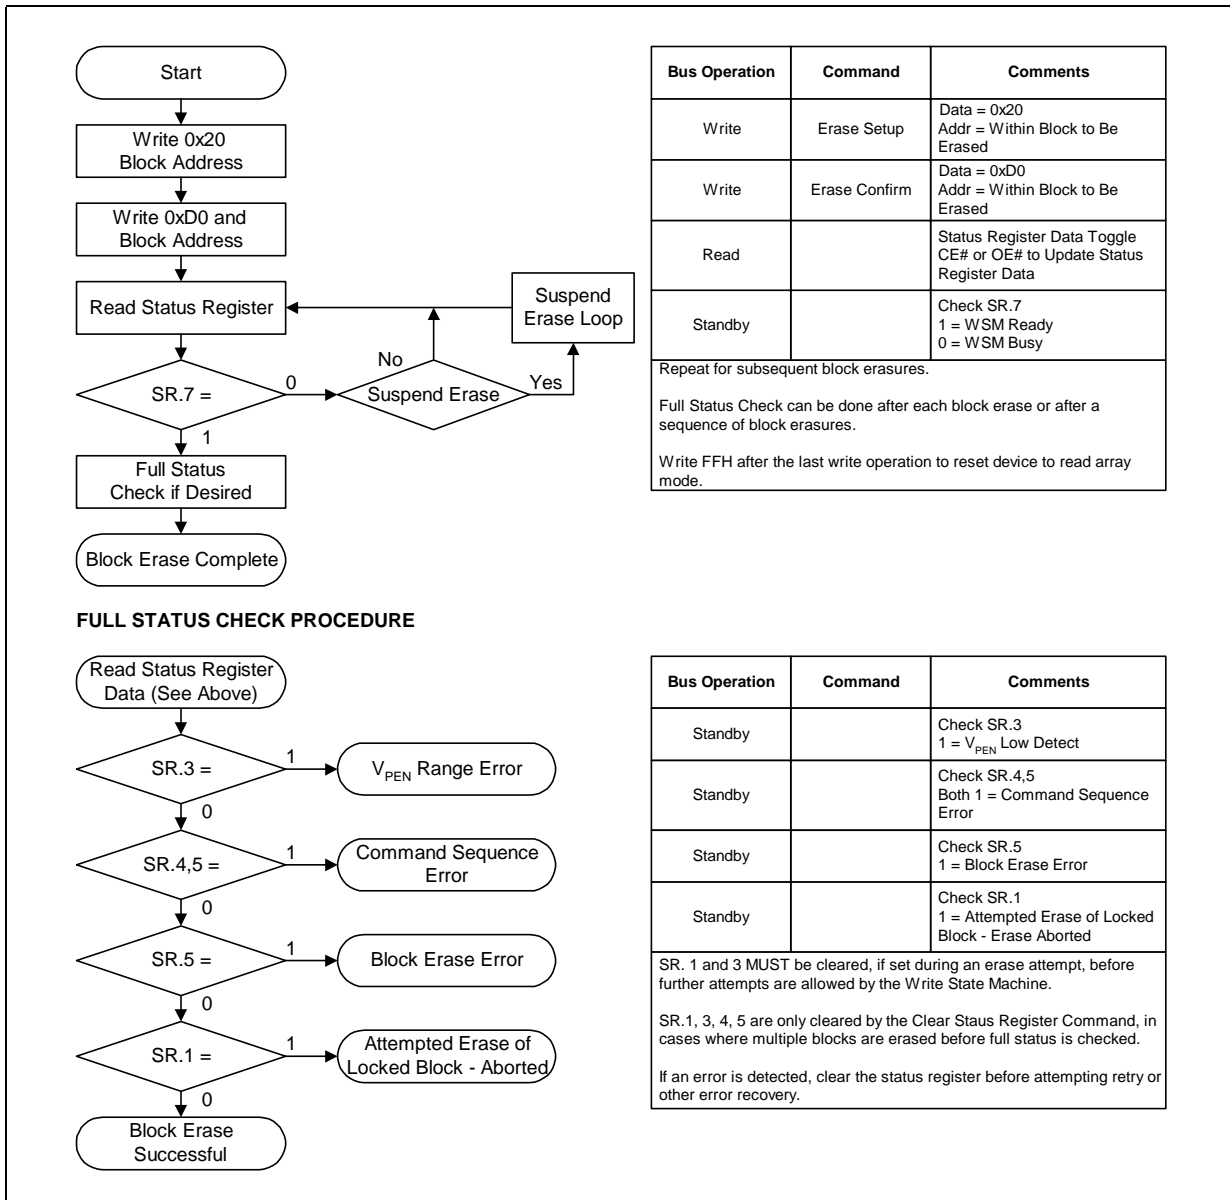 Start
Write 0x20
Block Address
Write 0xD0 and
Block Address
Read Status Register
Suspend
Erase Loop
No
SR.7 =
0
Suspend Erase
Yes
1
Full Status
Check if Desired
Block Erase Complete
Bus Operation Command Comments
Write Erase Setup Data = 0x20
Addr = Within Block to Be
Erased
Write Erase Confirm Data = 0xD0
Addr = Within Block to Be
Erased
Read Status Register Data Toggle
CE# or OE# to Update Status
Register Data
Standby Check SR.7
1 = WSM Ready
0 = WSM Busy
Repeat for subsequent block erasures.
Full Status Check can be done after each block erase or after a
sequence of block erasures.
Write FFH after the last write operation to reset device to read array
mode.
FULL STATUS CHECK PROCEDURE
Read Status Register
Data (See Above)
SR.3 =
1
VPEN Range Error
0
SR.4,5 =
1
Command Sequence
Error
0
SR.5 =
1
Block Erase Error
0
SR.1 =
1
Attempted Erase of
Locked Block - Aborted
0
Block Erase
Successful
Bus Operation Command Comments
Standby Check SR.3
1 = VPEN Low Detect
Standby Check SR.4,5
Both 1 = Command Sequence
Error
Standby Check SR.5
1 = Block Erase Error
Standby Check SR.1
1 = Attempted Erase of Locked
Block - Erase Aborted
SR. 1 and 3 MUST be cleared, if set during an erase attempt, before
further attempts are allowed by the Write State Machine.
SR.1, 3, 4, 5 are only cleared by the Clear Staus Register Command, in
cases where multiple blocks are erased before full status is checked.
If an error is detected, clear the status register before attempting retry or
other error recovery.